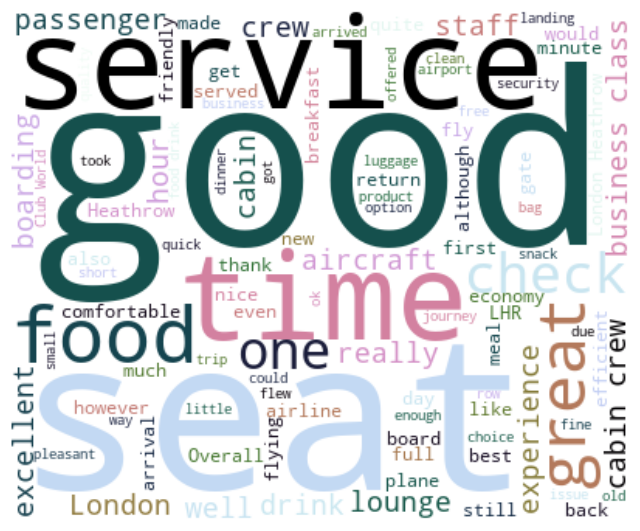 passenger
made
crew
arrived
quite
staff
landing
would
minute
service
friendly
get
served
business
breakfast
offered
clean
airport
security
free
fly
business class
boarding
Club World
hour
food drink
good
took
Heathrow
dinner
cabin
got
luggage
return
product
option
although
gate
bag
London Heathrow
also
short
quick
new
thank
aircraft
first
snack
check
time
nice
even
ok
journey
economy
LHR
comfortable
food
small
one
really
meal
great
due
efficient
cabin crew
much
trip
could
flew
seat
excellent
however
way
little
airline
day
enough
row
like
experience
fine
pleasant
arrival
Overall
flying
board
full
choice
best
plane
London
well
drink
lounge
still
issue
old
back